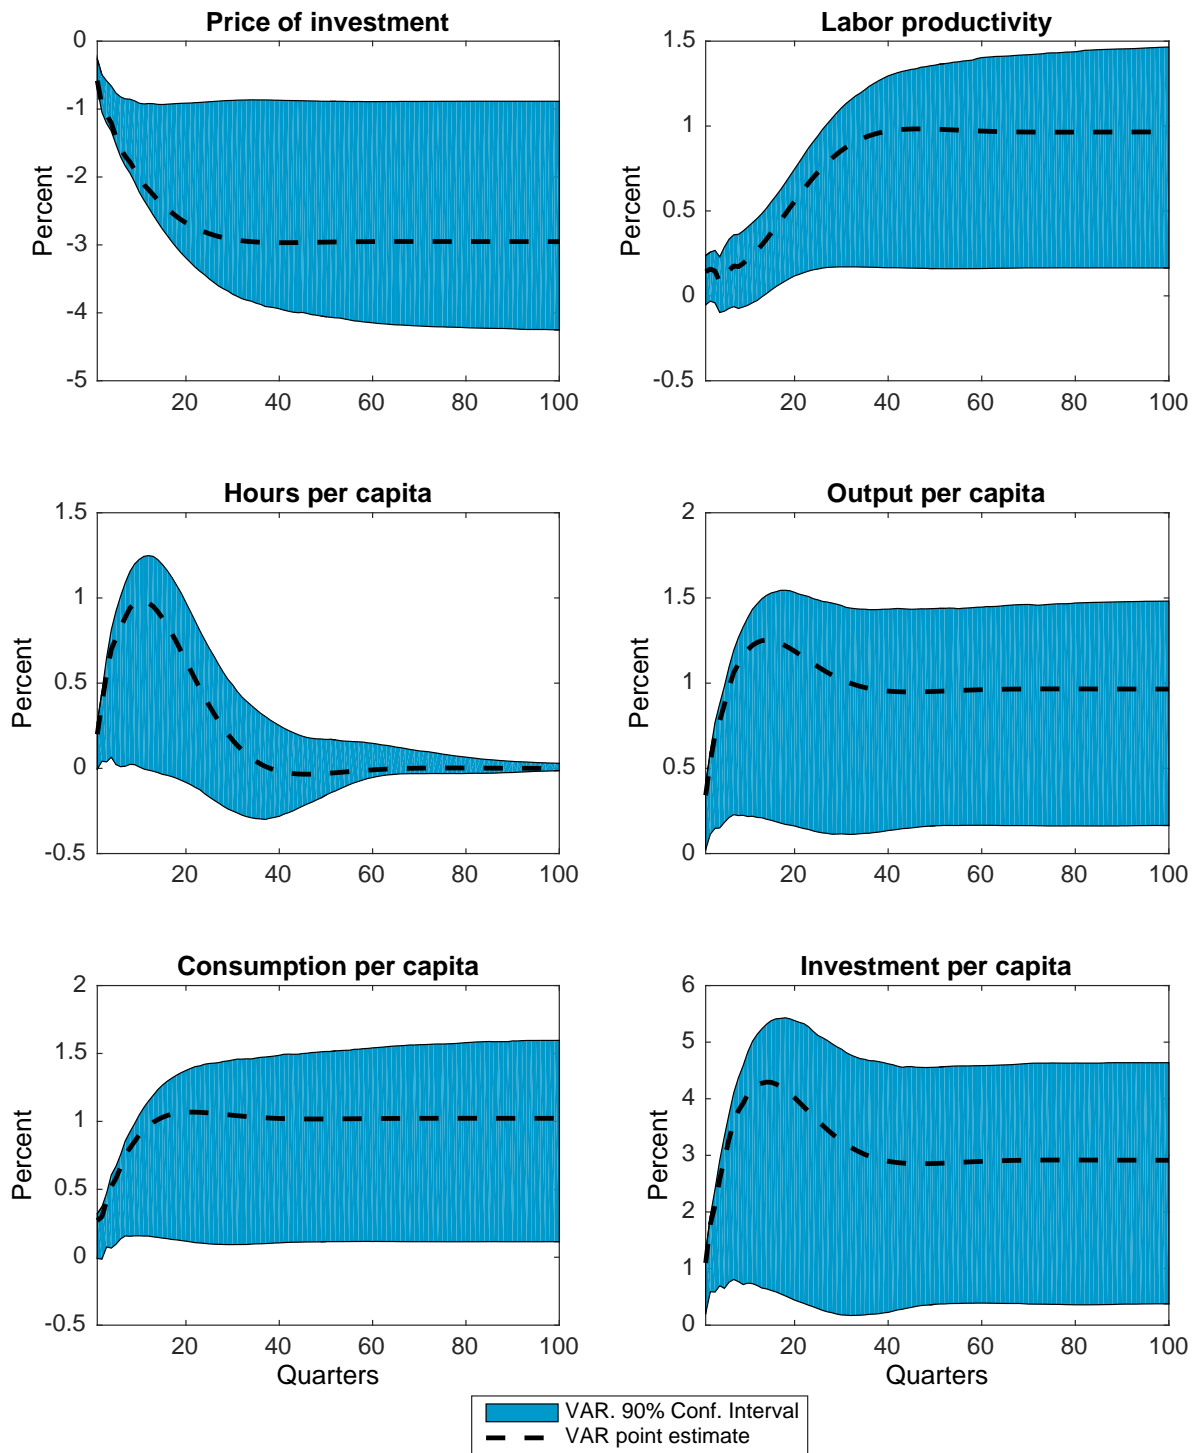 Price of investment
Percent
0
-1
-2
-3
-4
-5
20 40 60 80 100
Labor productivity
Percent
1.5
1
0.5
0
-0.5
20 40 60 80 100
Hours per capita
Percent
1.5
1
0.5
0
-0.5
20 40 60 80 100
Output per capita
Percent
2
1.5
1
0.5
0
20 40 60 80 100
Consumption per capita
Percent
2
1.5
1
0.5
0
-0.5
20 40 60 80 100
Quarters
Investment per capita
Percent
6
5
4
3
2
1
0
20 40 60 80 100
Quarters
VAR. 90% Conf. Interval
VAR point estimate